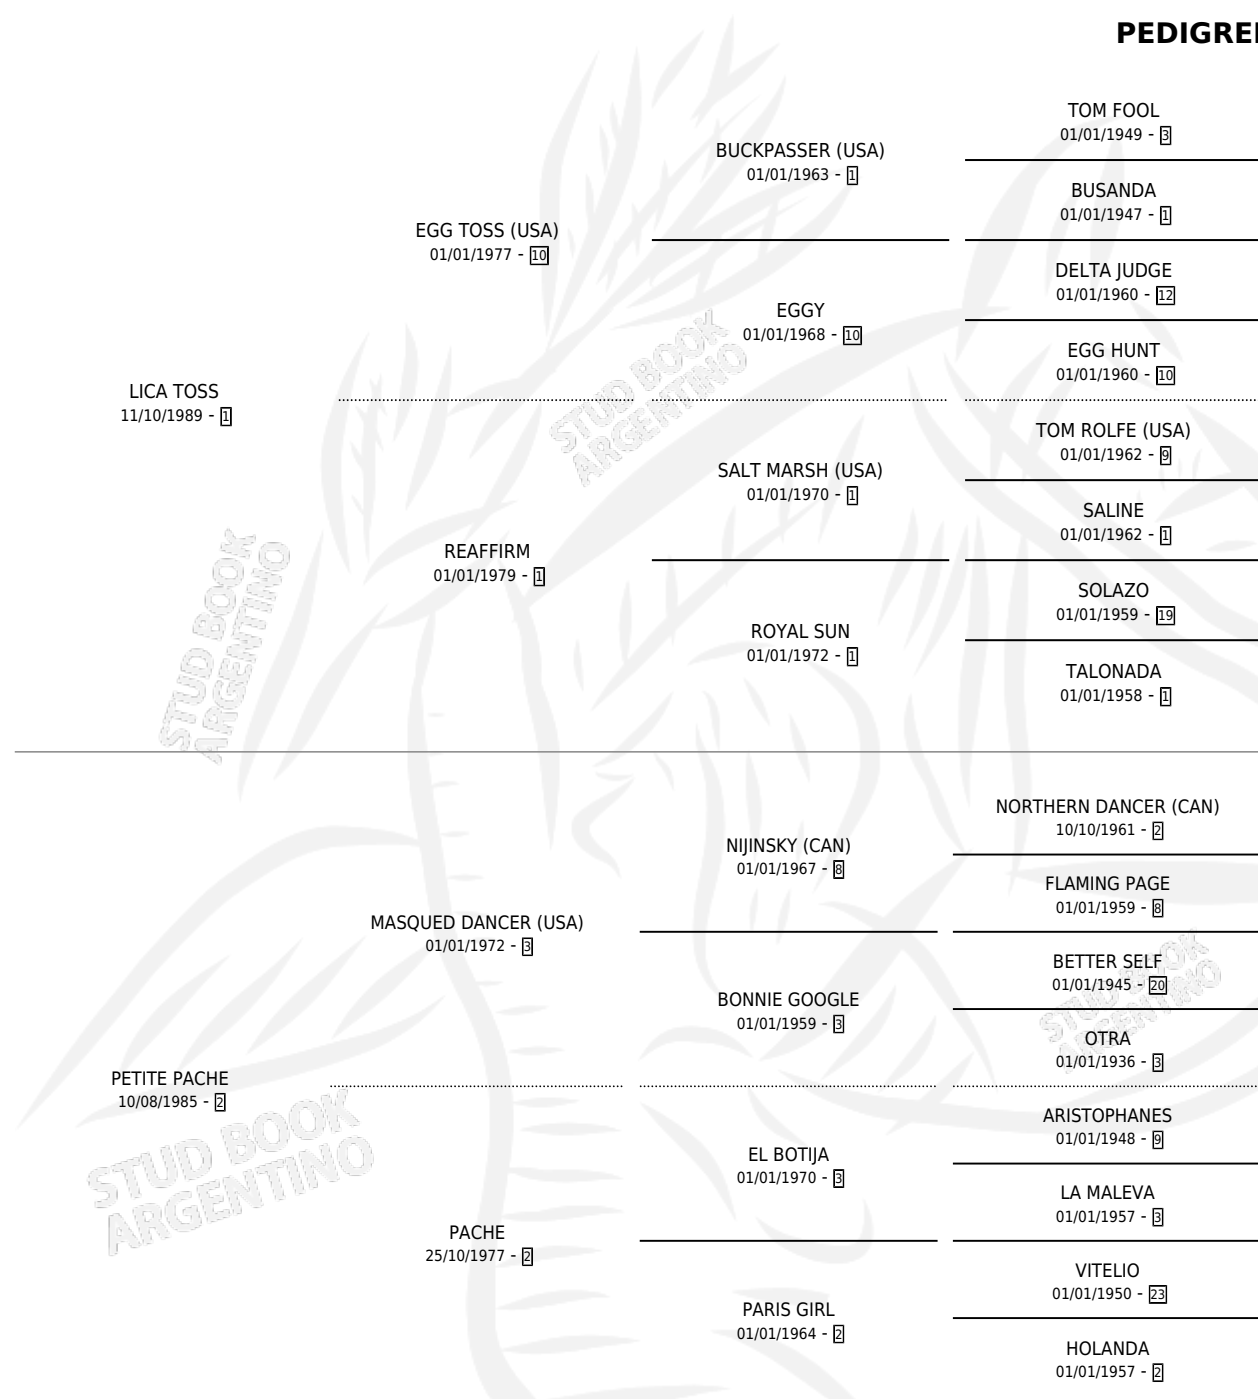 PEDIGREE
TOM FOOL
01/01/1949 - 3
BUCKPASSER (USA)
01/01/1963 - 1
BUSANDA
01/01/1947 - 1
EGG TOSS (USA)
01/01/1977 - 10
DELTA JUDGE
01/01/1960 - 12
EGGY
01/01/1968 - 10
EGG HUNT
01/01/1960 - 10
LICA TOSS
11/10/1989 - 1
TOM ROLFE (USA)
01/01/1962 - 9
SALT MARSH (USA)
01/01/1970 - 1
SALINE
01/01/1962 - 1
REAFFIRM
01/01/1979 - 1
SOLAZO
01/01/1959 - 19
ROYAL SUN
01/01/1972 - 1
TALONADA
01/01/1958 - 1
NORTHERN DANCER (CAN)
10/10/1961 - 2
NIJINSKY (CAN)
01/01/1967 - 8
FLAMING PAGE
01/01/1959 - 8
MASQUED DANCER (USA)
01/01/1972 - 3
BETTER SELF
01/01/1945 - 20
BONNIE GOOGLE
01/01/1959 - 3
OTRA
01/01/1936 - 3
PETITE PACHE
10/08/1985 - 2
ARISTOPHANES
01/01/1948 - 9
EL BOTIJA
01/01/1970 - 3
LA MALEVA
01/01/1957 - 3
PACHE
25/10/1977 - 2
VITELIO
01/01/1950 - 23
PARIS GIRL
01/01/1964 - 2
HOLANDA
01/01/1957 - 2
STUD BOOK
ARGENTINO
STUD BOOK
ARGENTINO
STUD BOOK
ARGENTINO
STUD BOOK
ARGENTINO